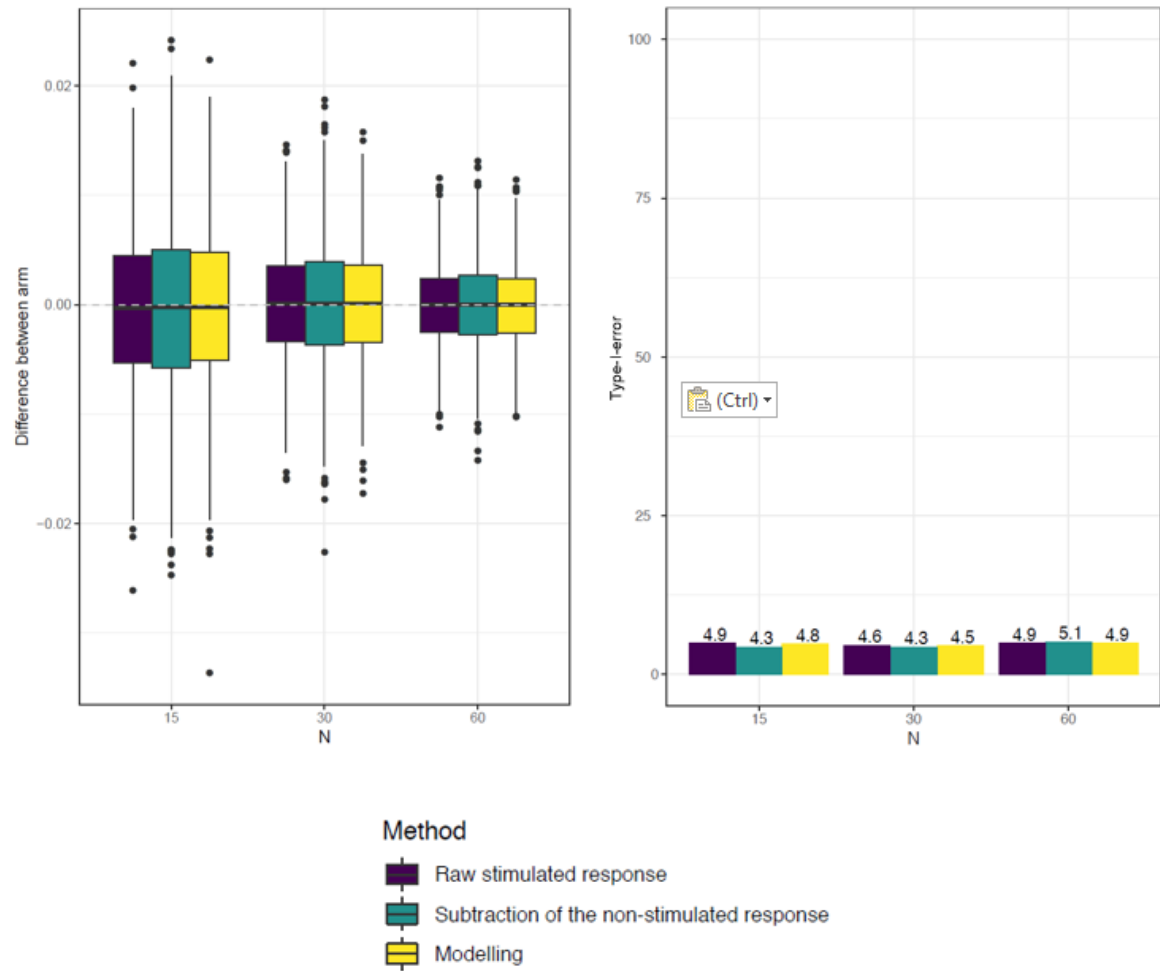 0.02
0.00
−0.02
Difference between arm
15
30
60
N
100
75
50
25
0
Type-I-error
(Ctrl)
4.9
4.3
4.8
4.6
4.3
4.5
4.9
5.1
4.9
15
30
60
N
Method
Raw stimulated response
Subtraction of the non-stimulated response
Modelling